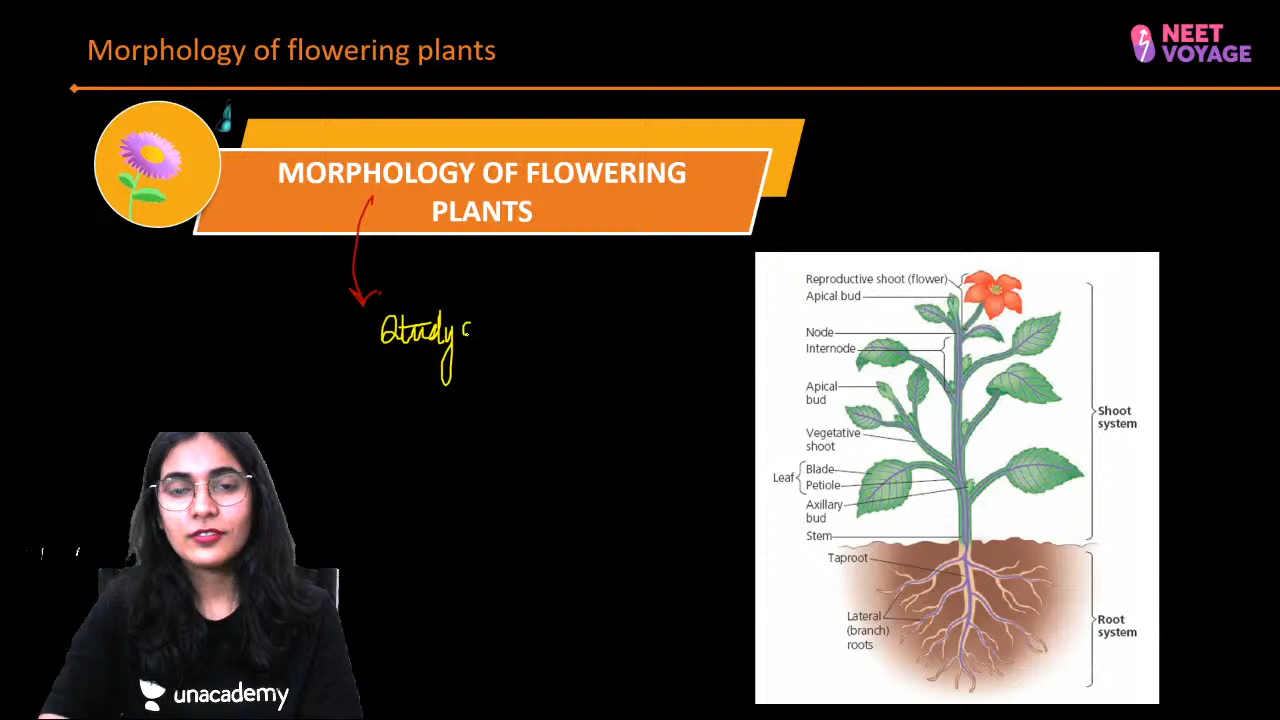 Morphology of flowering plants
NEET
VOYAGE
MORPHOLOGY OF FLOWERING
PLANTS
Study
Reproductive shoot (flower)
Apical bud
Node
Internode
Apical
bud
Vegetative
shoot
Leaf
Blade
Petiole
Axillary
bud
Stem
Shoot
system
Taproot
Lateral
(branch)
roots
Root
system
unacademy